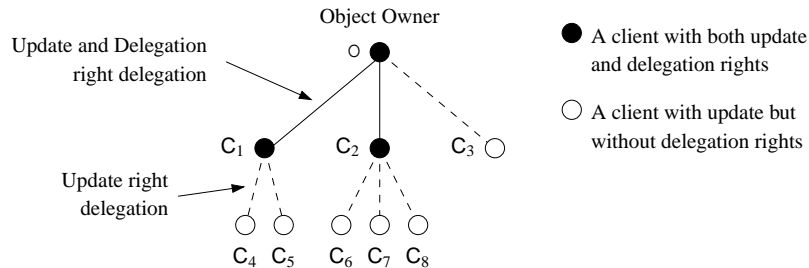 Object Owner
Update and Delegation
right delegation
O
A client with both update
and delegation rights
A client with update but
without delegation rights
C1
C2
C3
Update right
delegation
C4
C5
C6
C7
C8